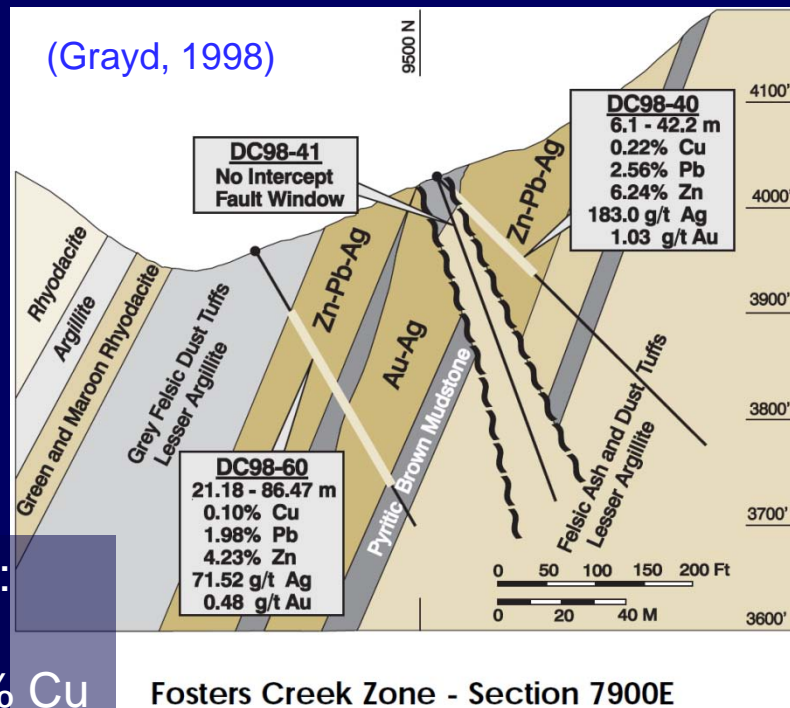 (Grayd, 1998)
9500 N
4100'
4000'
3900'
3800'
3700'
3600'
DC98-40
6.1 - 42.2 m
0.22% Cu
2.56% Pb
6.24% Zn
183.0 g/t Ag
1.03 g/t Au
DC98-41
No Intercept
Fault Window
Rhyodacite
Argillite
Green and Maroon Rhyodacite
Grey Felsic Dust Tuffs
Lesser Argillite
Zn-Pb-Ag
Au-Ag
Zn-Pb-Ag
Pyritic Brown Mudstone
Felsic Ash and Dust Tuffs
Lesser Argillite
DC98-60
21.18 - 86.47 m
0.10% Cu
1.98% Pb
4.23% Zn
71.52 g/t Ag
0.48 g/t Au
0 50 100 150 200 Ft
0 20 40 M
:
% Cu
Fosters Creek Zone - Section 7900E